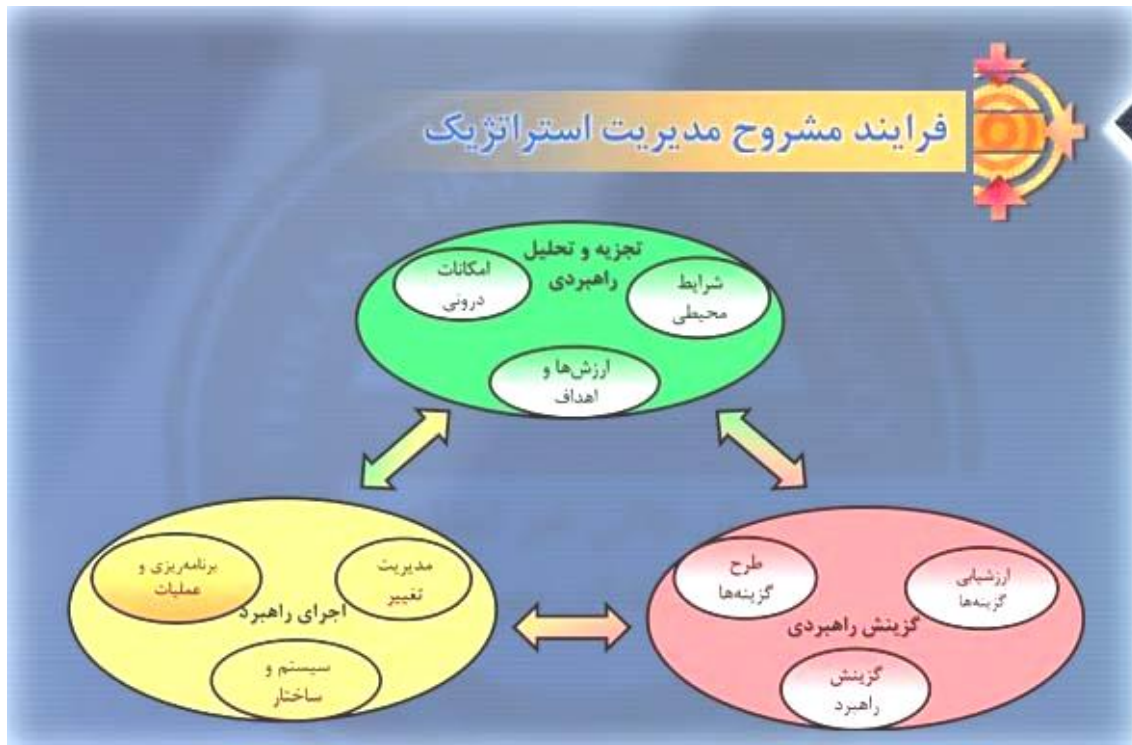 فرایند مشروح مدیریت استراتژیک
تجزیه و تحلیل
راهبردی
شرایط
محیطی
امکانات
درونی
ارزش‌ها و
اهداف
گزینش راهبردی
ارزشیابی
گزینه‌ها
طرح
گزینه‌ها
گزینش
راهبرد
اجرای راهبرد
مدیریت
تغییر
برنامه‌ریزی و
عملیات
سیستم و
ساختار